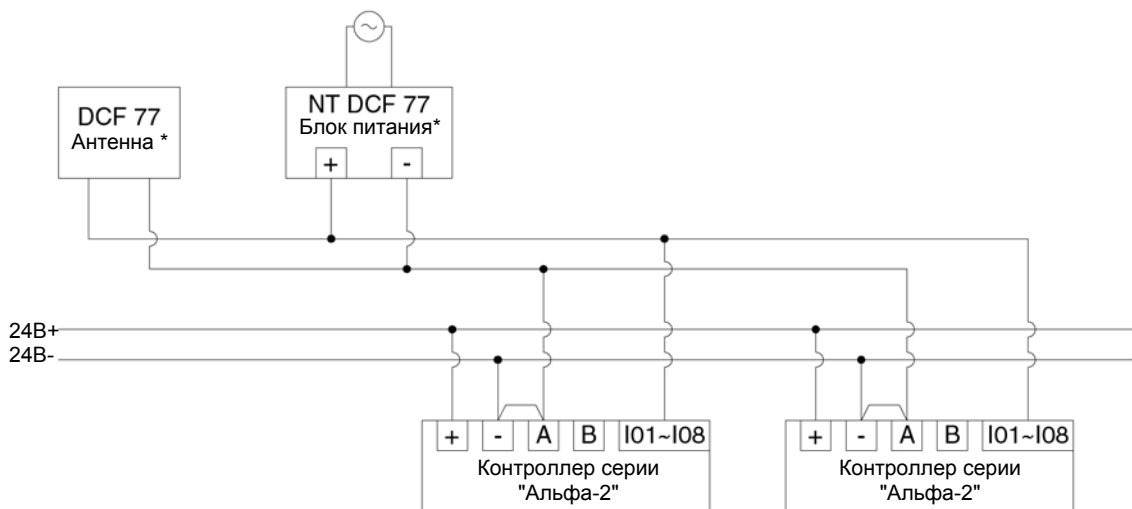 DCF 77
Антенна *
NT DCF 77
Блок питания*
+
-
24В+
24В-
+
-
A
B
I01~I08
Контроллер серии
"Альфа-2"
+
-
A
B
I01~I08
Контроллер серии
"Альфа-2"